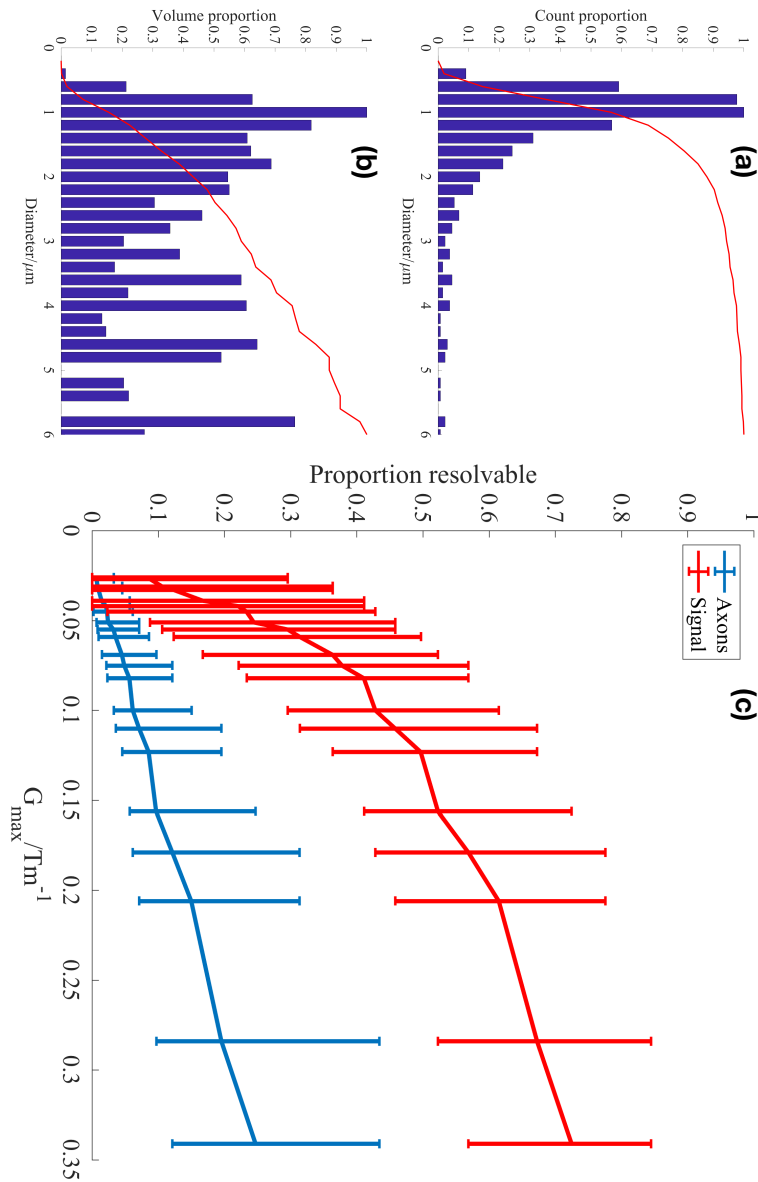 (a)
Count proportion
1
0.9
0.8
0.7
0.6
0.5
0.4
0.3
0.2
0.1
0
0 1 2 3 4 5 6
Diameter/μm
(b)
Volume proportion
1
0.9
0.8
0.7
0.6
0.5
0.4
0.3
0.2
0.1
0
0 1 2 3 4 5 6
Diameter/μm
(c)
Axons
Signal
Proportion resolvable
1
0.9
0.8
0.7
0.6
0.5
0.4
0.3
0.2
0.1
0
0 0.05 0.1 0.15 0.2 0.25 0.3 0.35
G_max/Tm⁻¹